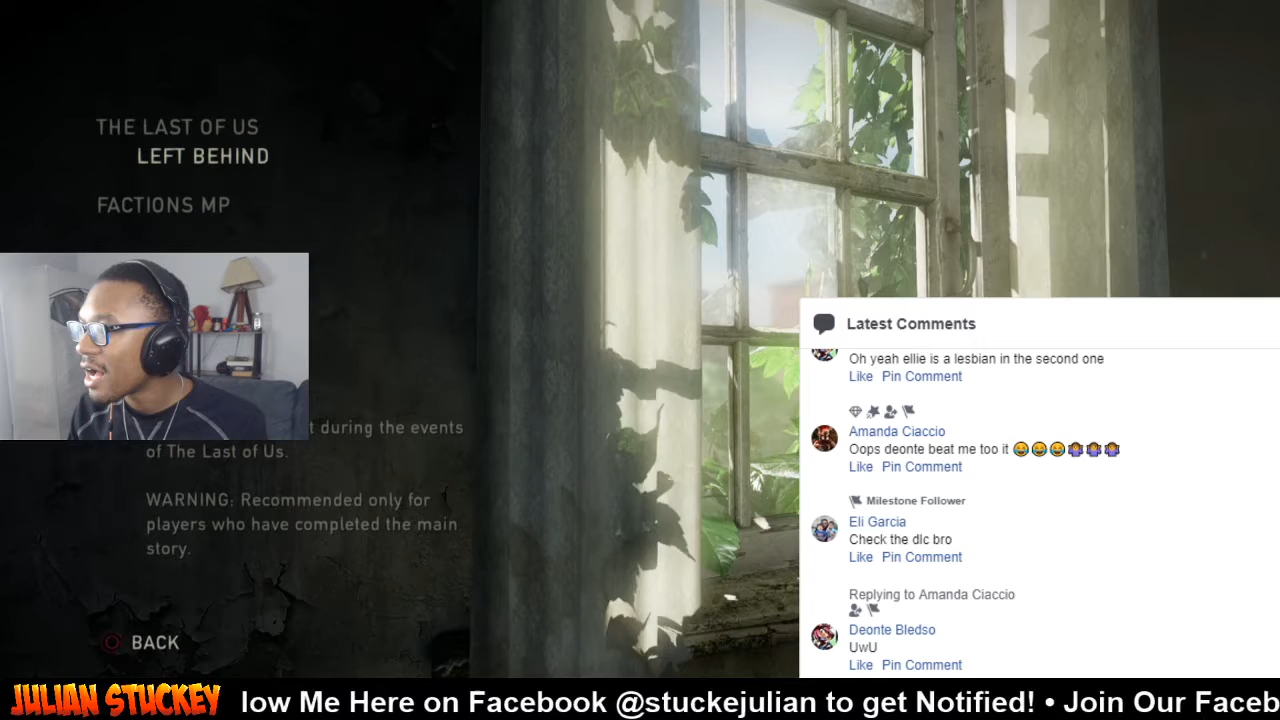 THE LAST OF US
LEFT BEHIND
FACTIONS MP
t during the events
of The Last of Us.
WARNING: Recommended only for
players who have completed the main
story.
BACK
Latest Comments
Oh yeah ellie is a lesbian in the second one
Like Pin Comment
Amanda Ciaccio
Oops deonte beat me too it 😂😂😂🤷🏽‍♀️🤷🏽‍♀️🤷🏽‍♀️
Like Pin Comment
Milestone Follower
Eli Garcia
Check the dlc bro
Like Pin Comment
Replying to Amanda Ciaccio
Deonte Bledso
UwU
Like Pin Comment
JULIAN STUCKEY low Me Here on Facebook @stuckejulian to get Notified! • Join Our Faceb